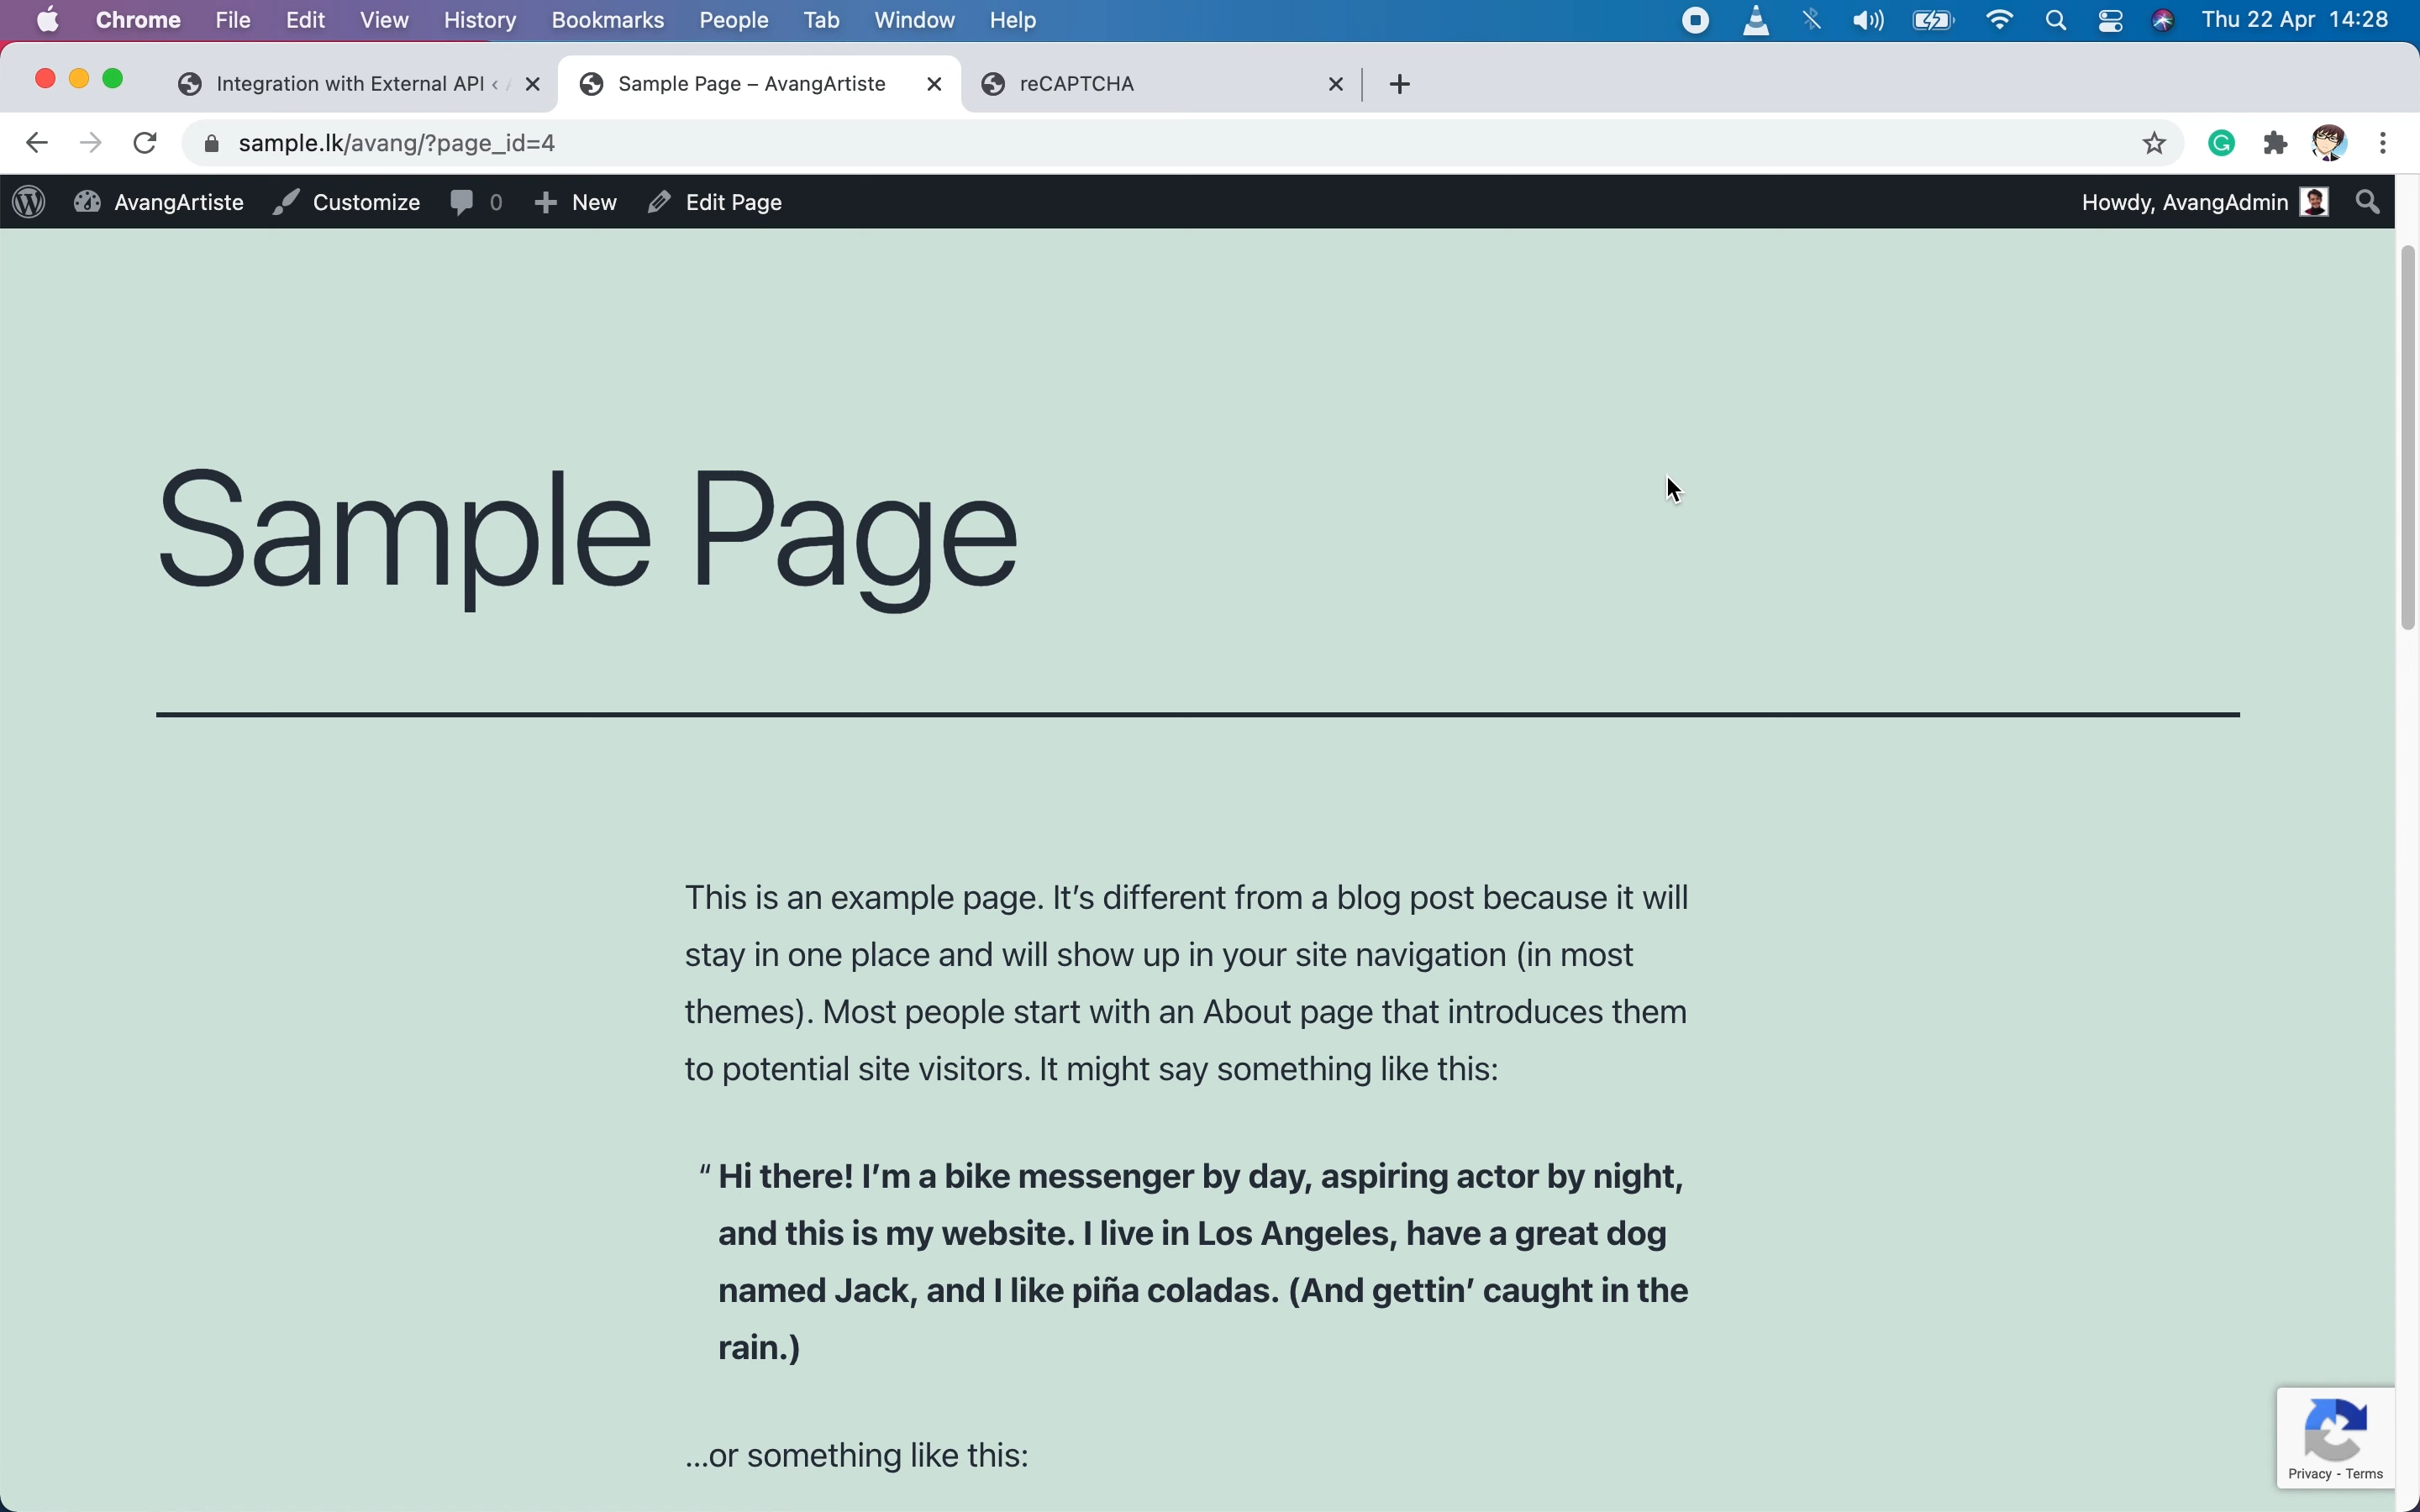 Chrome File Edit View History Bookmarks People Tab Window Help Thu 22 Apr 14:28
Integration with External API ‹ Sample Page – AvangArtiste reCAPTCHA
sample.lk/avang/?page_id=4
AvangArtiste Customize 0 New Edit Page Howdy, AvangAdmin
Sample Page
This is an example page. It’s different from a blog post because it will
stay in one place and will show up in your site navigation (in most
themes). Most people start with an About page that introduces them
to potential site visitors. It might say something like this:
“ Hi there! I’m a bike messenger by day, aspiring actor by night,
and this is my website. I live in Los Angeles, have a great dog
named Jack, and I like piña coladas. (And gettin’ caught in the
rain.)
…or something like this:
Privacy - Terms